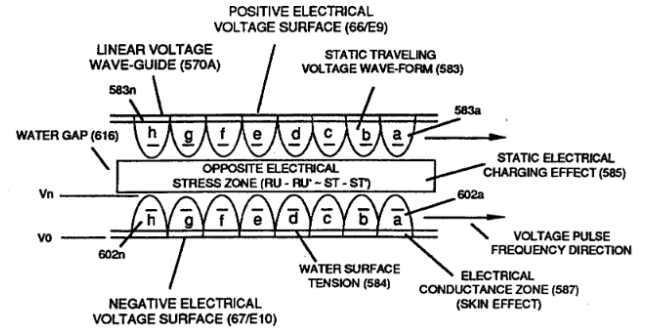 POSITIVE ELECTRICAL
VOLTAGE SURFACE (66/E9)
LINEAR VOLTAGE
WAVE-GUIDE (570A)
STATIC TRAVELING
VOLTAGE WAVE-FORM (583)
583n
583a
h g f e d c b a
WATER GAP (616)
OPPOSITE ELECTRICAL
STRESS ZONE (RU - RU' ~ ST - ST')
STATIC ELECTRICAL
CHARGING EFFECT (585)
Vn
602a
h g f e d c b a
V0
602n
VOLTAGE PULSE
FREQUENCY DIRECTION
WATER SURFACE
TENSION (584)
ELECTRICAL
CONDUCTANCE ZONE (587)
(SKIN EFFECT)
NEGATIVE ELECTRICAL
VOLTAGE SURFACE (67/E10)